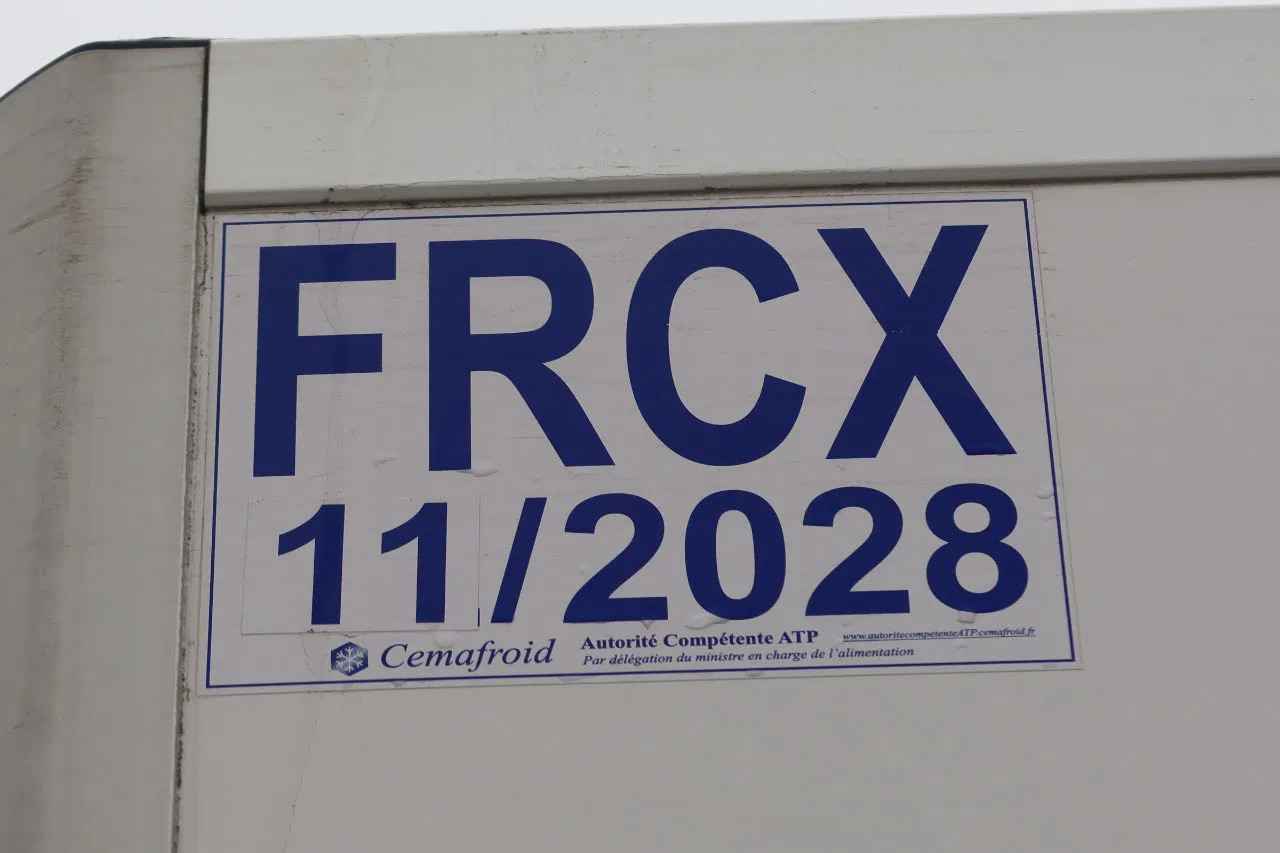 FRCX
11/2028
Cemafroid
Autorité Compétente ATP
www.autoritecompetenteATP.cemafroid.fr
Par délégation du ministre en charge de l'alimentation